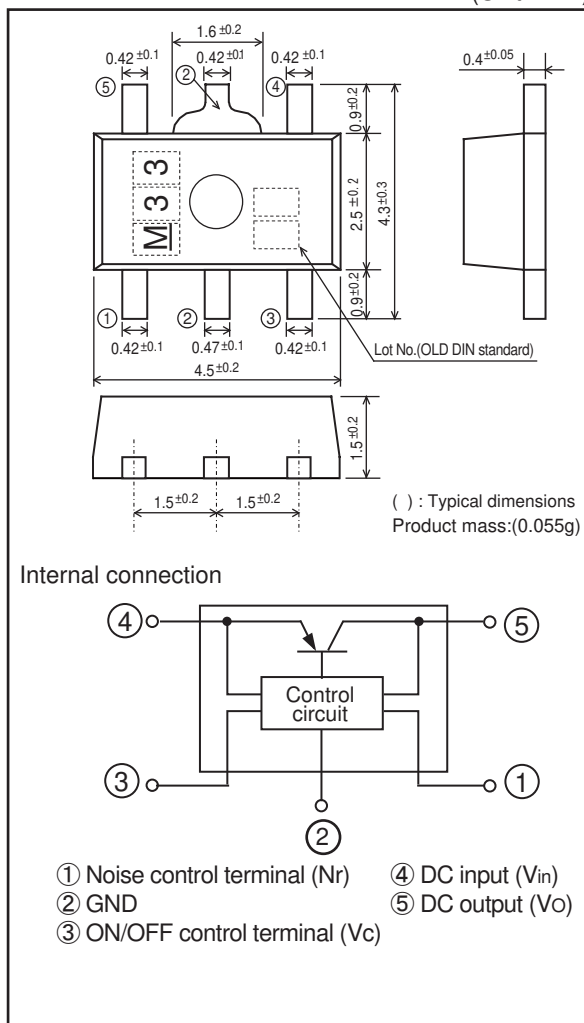 1.6±0.2
0.42±0.1 0.42±0.1 0.42±0.1
0.4±0.05
⑤ ② ④
0.9±0.2
2.5±0.2
4.3±0.3
0.9±0.2
M 3 3
① ② ③
0.42±0.1 0.47±0.1 0.42±0.1
Lot No.(OLD DIN standard)
4.5±0.2
1.5±0.2
1.5±0.2 1.5±0.2
( ) : Typical dimensions
Product mass:(0.055g)
Internal connection
④ ⑤
Control
circuit
③ ①
②
① Noise control terminal (Nr) ④ DC input (Vin)
② GND ⑤ DC output (VO)
③ ON/OFF control terminal (Vc)